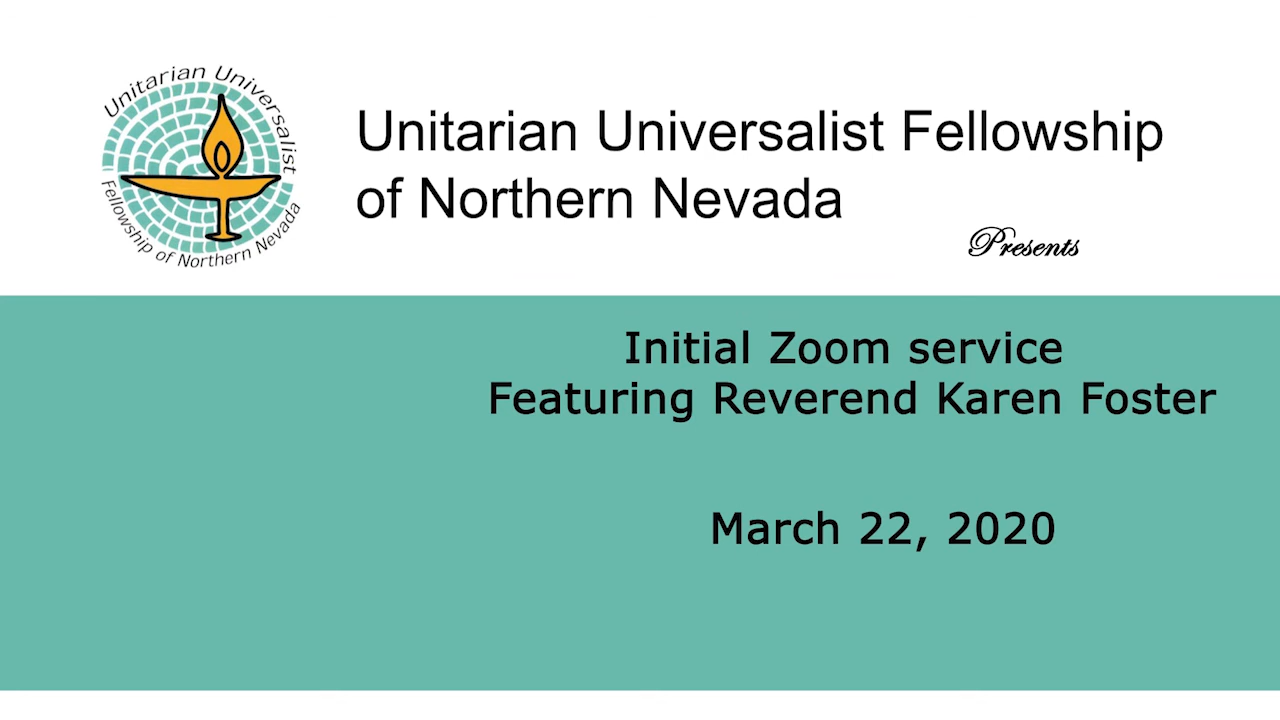 Unitarian Universalist
Fellowship of Northern Nevada
Unitarian Universalist Fellowship
of Northern Nevada
Presents
Initial Zoom service
Featuring Reverend Karen Foster
March 22, 2020